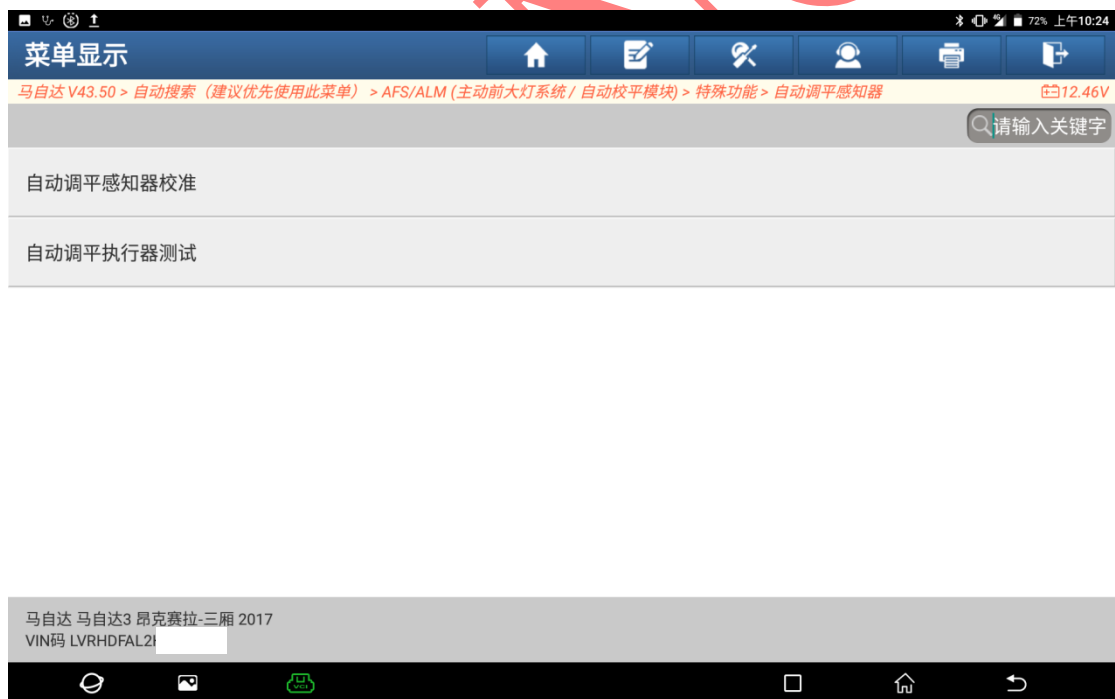 72% 上午10:24
菜单显示
马自达 V43.50 > 自动搜索（建议优先使用此菜单） > AFS/ALM (主动前大灯系统 / 自动校平模块) > 特殊功能 > 自动调平感知器
12.46V
请输入关键字
自动调平感知器校准
自动调平执行器测试
马自达 马自达3 昂克赛拉-三厢 2017
VIN码 LVRHDFAL2
VCI